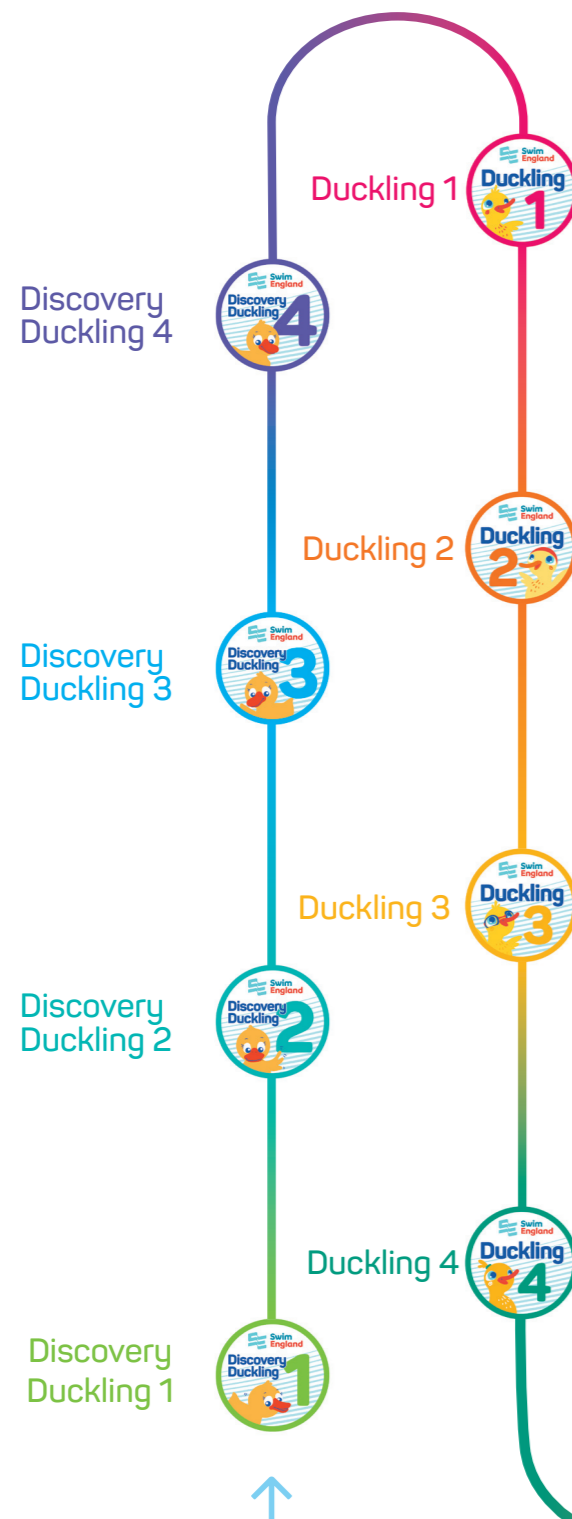 Swim
England
Duckling
1
Duckling 1
Swim
England
Discovery
Duckling
4
Discovery
Duckling 4
Swim
England
Duckling
2
Duckling 2
Swim
England
Discovery
Duckling
3
Discovery
Duckling 3
Swim
England
Duckling
3
Duckling 3
Swim
England
Discovery
Duckling
2
Discovery
Duckling 2
Swim
England
Duckling
4
Duckling 4
Swim
England
Discovery
Duckling
1
Discovery
Duckling 1